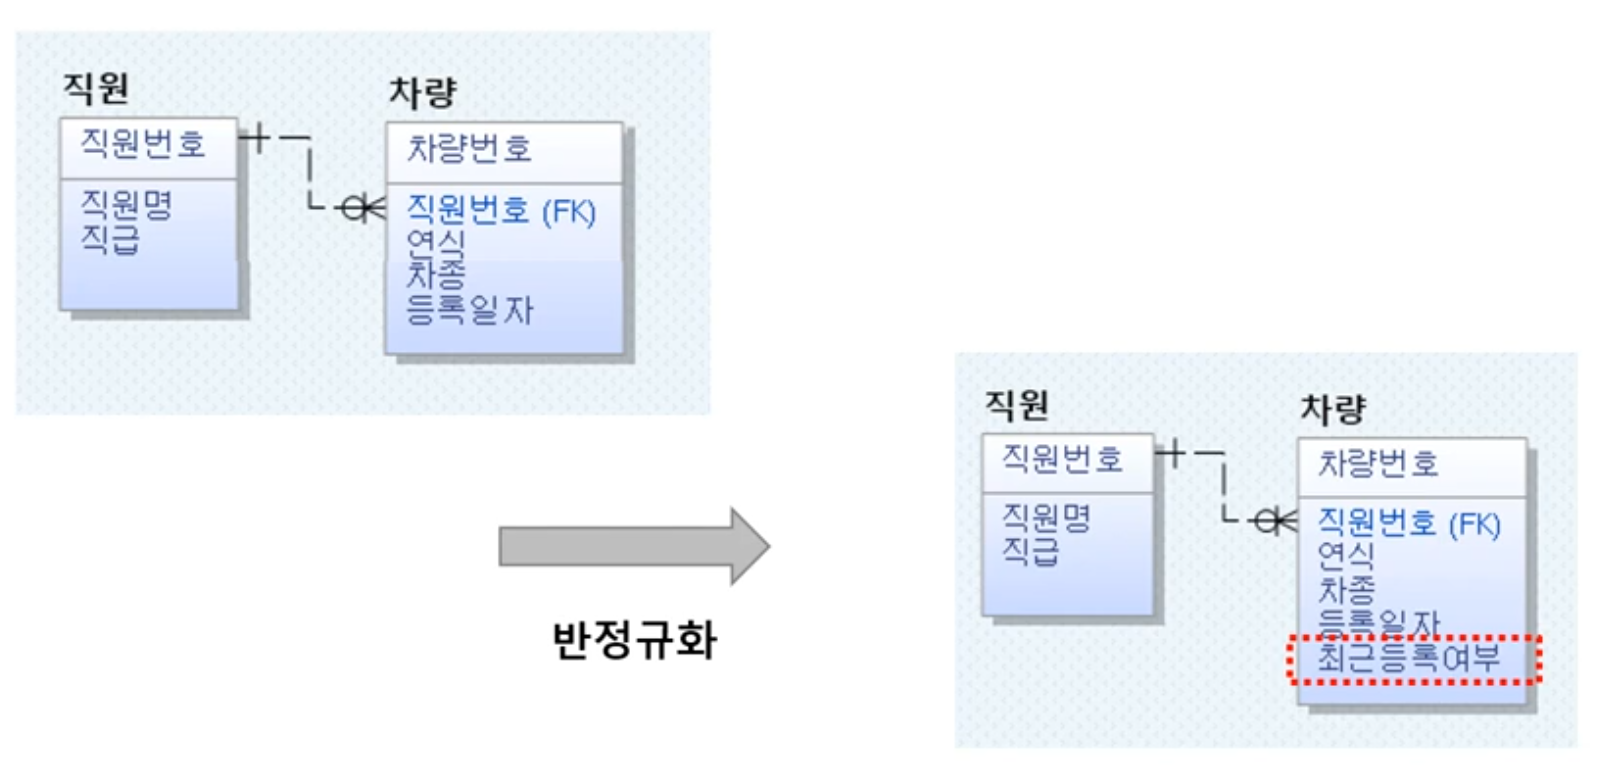 직원
차량
직원번호
직원명
직급
차량번호
직원번호 (FK)
연식
차종
등록일자
반정규화
직원
차량
직원번호
직원명
직급
차량번호
직원번호 (FK)
연식
차종
등록일자
최근등록여부